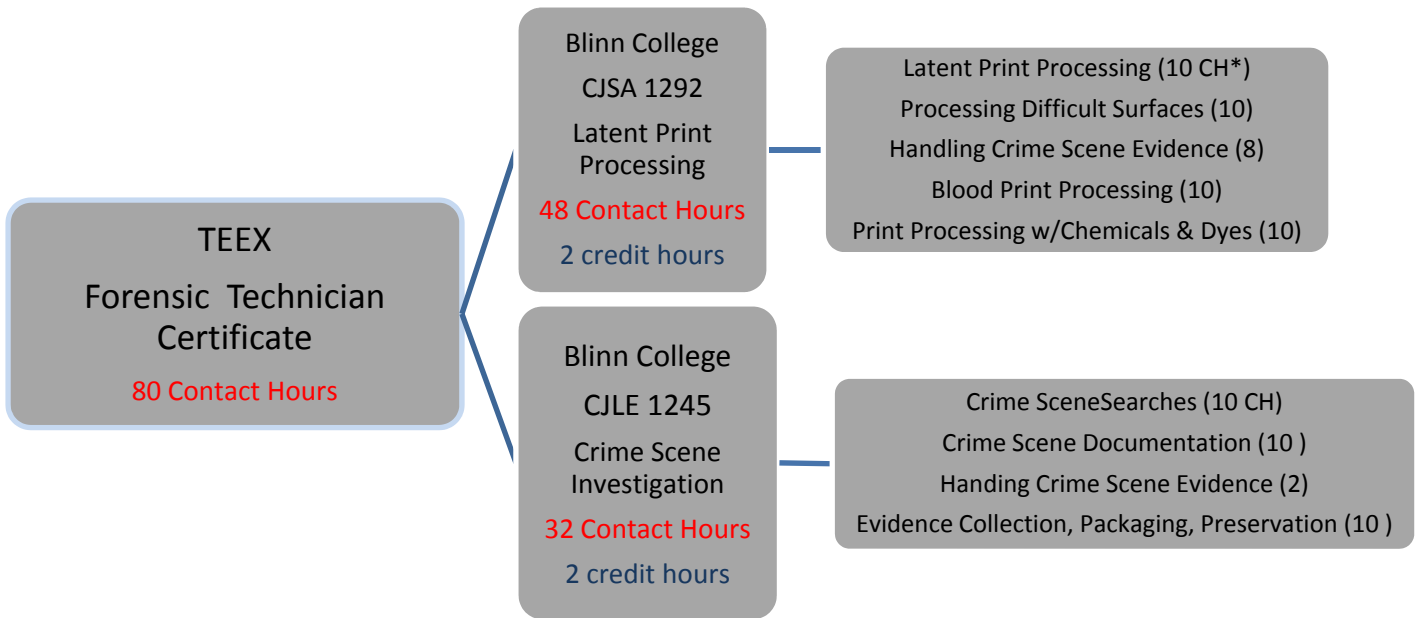 TEEX
Forensic Technician
Certificate
80 Contact Hours
Blinn College
CJSA 1292
Latent Print
Processing
48 Contact Hours
2 credit hours
Latent Print Processing (10 CH*)
Processing Difficult Surfaces (10)
Handling Crime Scene Evidence (8)
Blood Print Processing (10)
Print Processing w/Chemicals & Dyes (10)
Blinn College
CJLE 1245
Crime Scene
Investigation
32 Contact Hours
2 credit hours
Crime SceneSearches (10 CH)
Crime Scene Documentation (10 )
Handing Crime Scene Evidence (2)
Evidence Collection, Packaging, Preservation (10 )